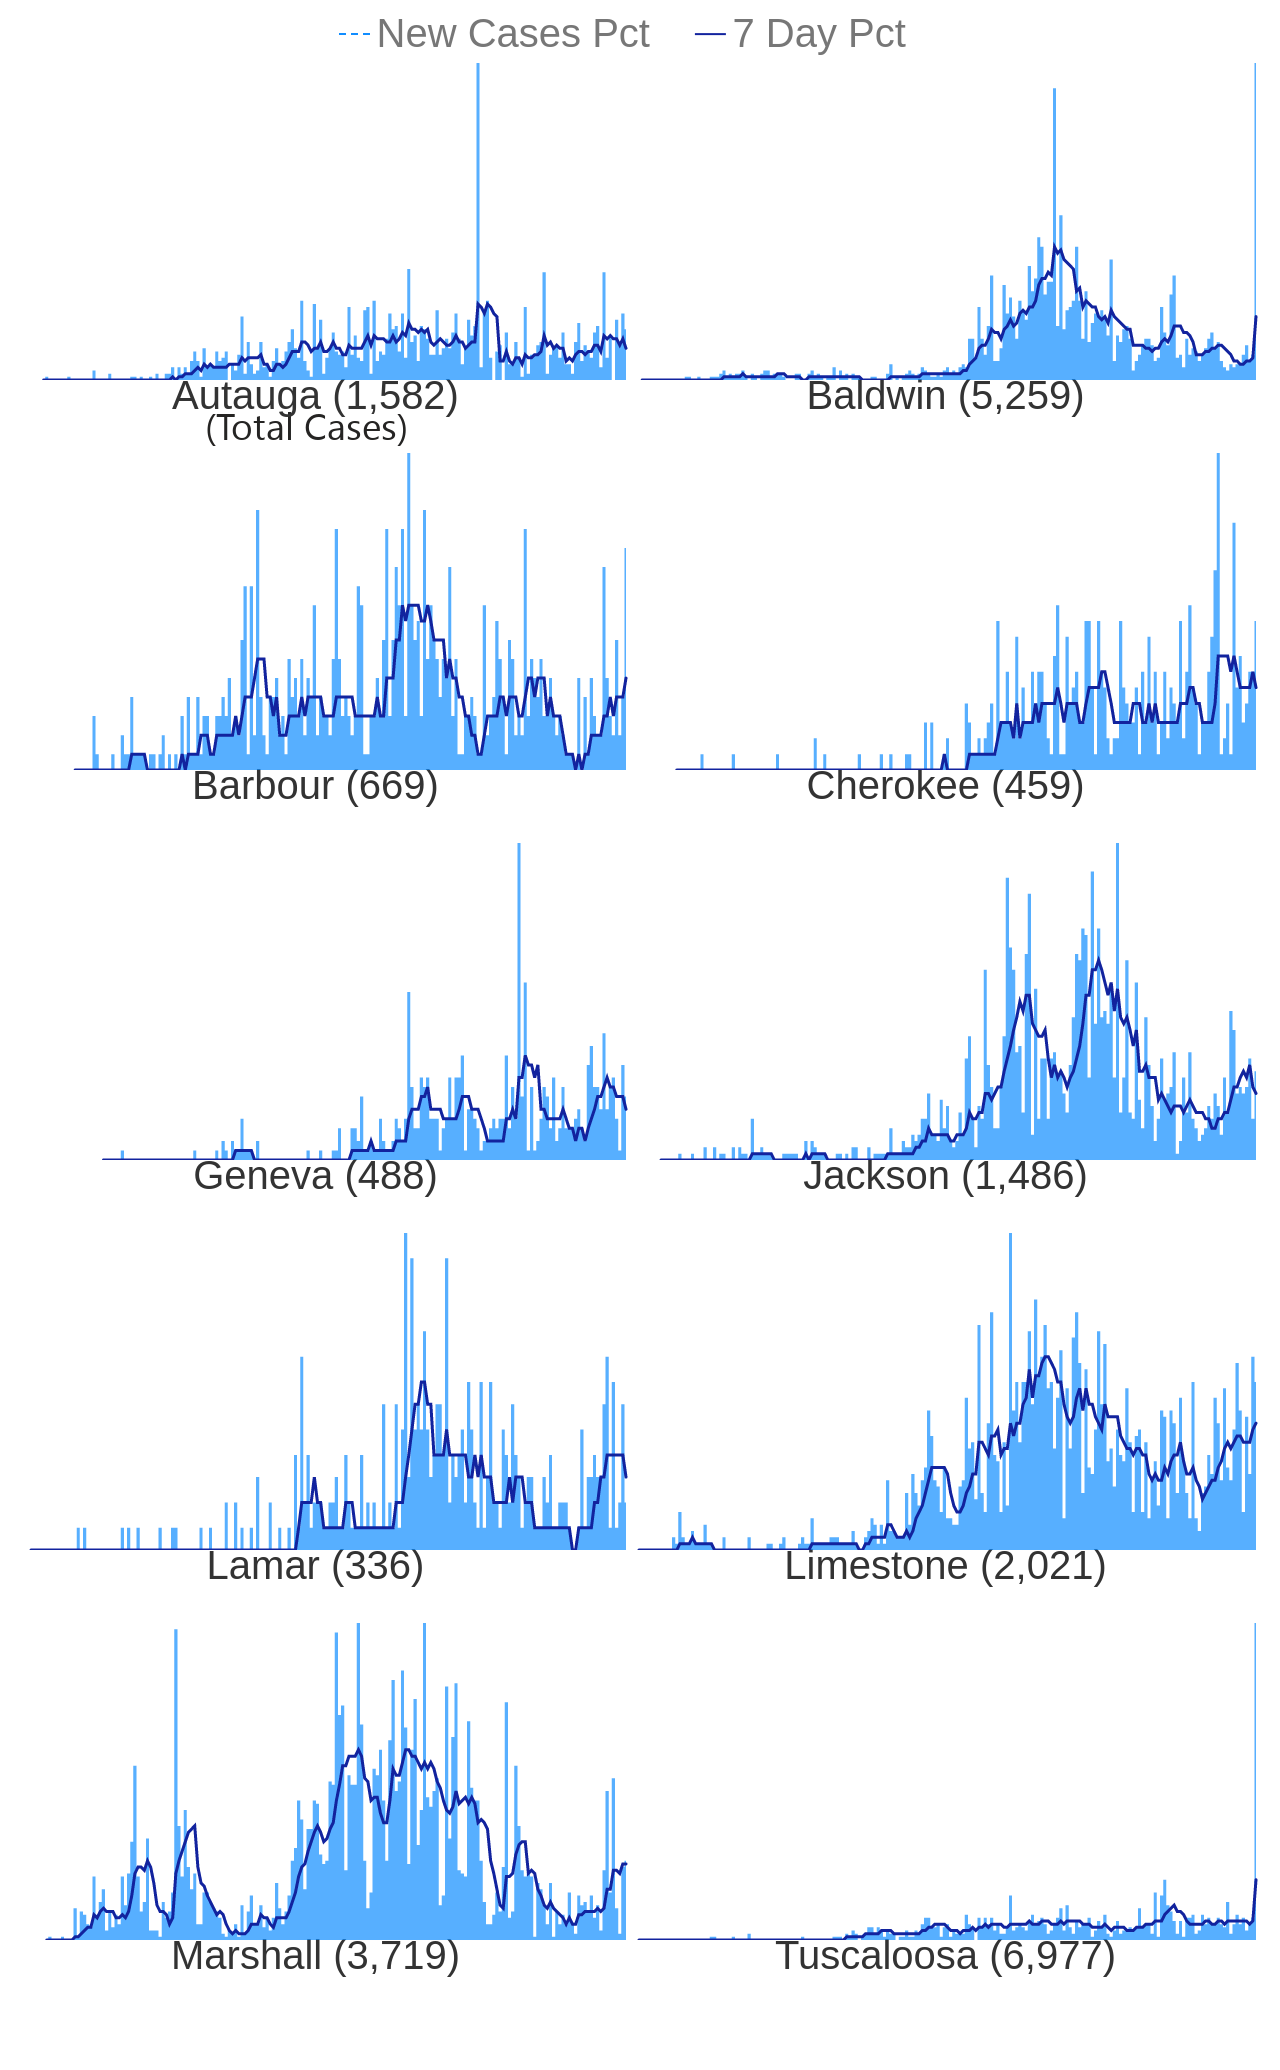 New Cases Pct 7 Day Pct
Autauga (1,582) Baldwin (5,259)
(Total Cases)
Barbour (669) Cherokee (459)
Geneva (488) Jackson (1,486)
Lamar (336) Limestone (2,021)
Marshall (3,719) Tuscaloosa (6,977)